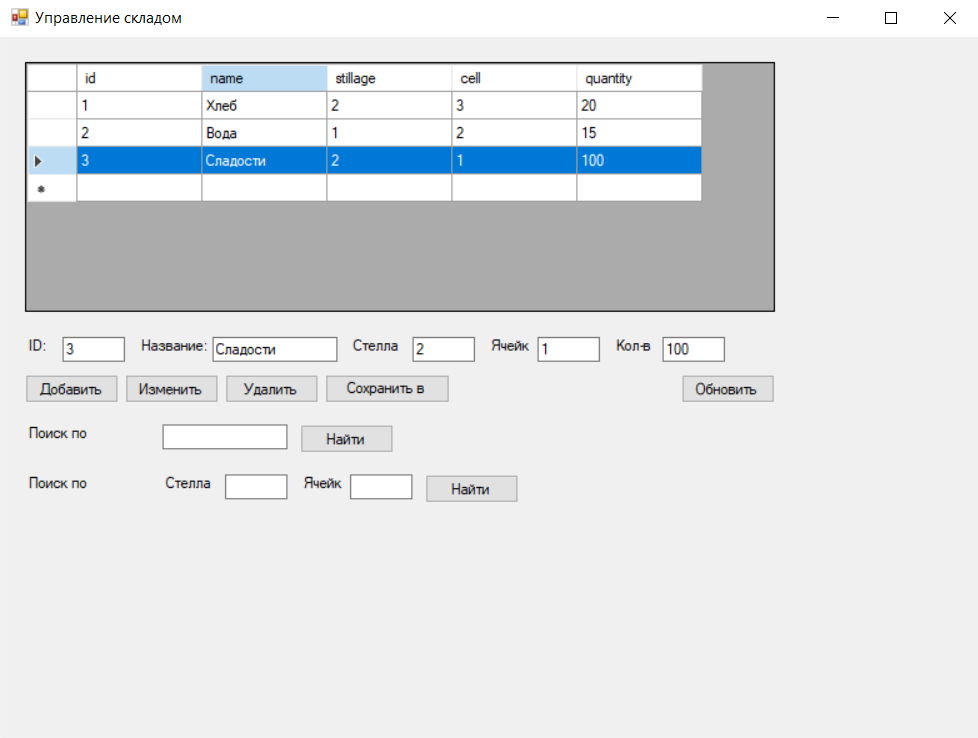 Управление складом
id name stillage cell quantity
1 Хлеб 2 3 20
2 Вода 1 2 15
3 Сладости 2 1 100
ID: 3 Название: Сладости Стелла 2 Ячейк 1 Кол-в 100
Добавить Изменить Удалить Сохранить в Обновить
Поиск по Найти
Поиск по Стелла Ячейк Найти